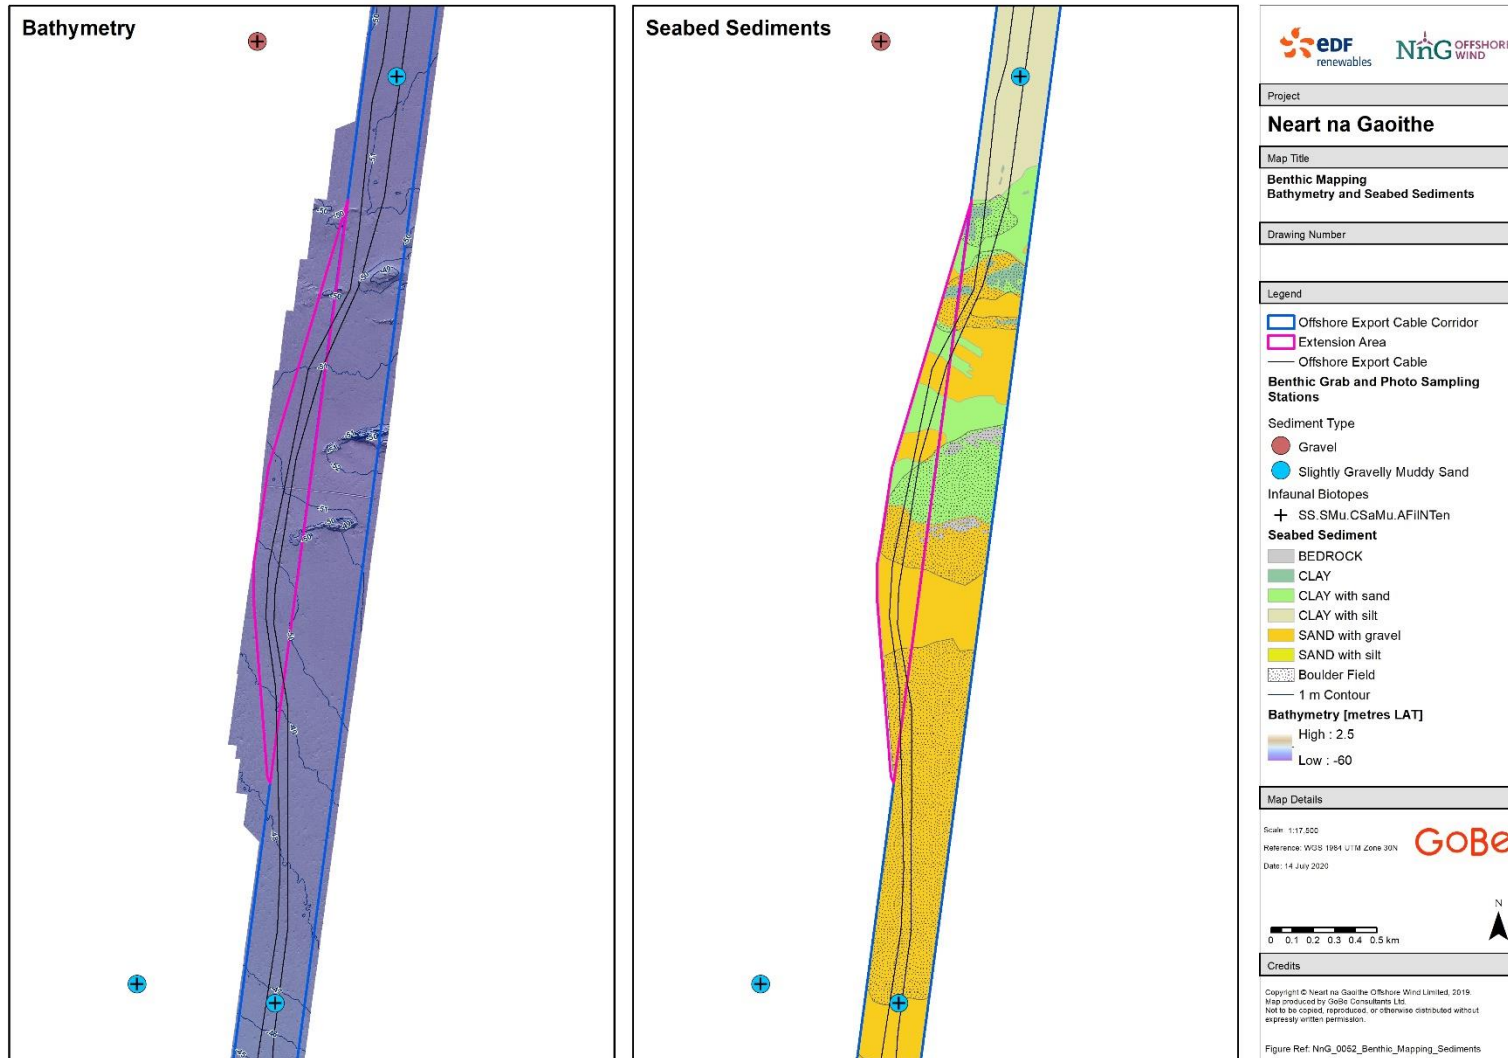 Bathymetry
Seabed Sediments
eDF
renewables
NnG OFFSHORE
WIND
Project
Neart na Gaoithe
Map Title
Benthic Mapping
Bathymetry and Seabed Sediments
Drawing Number
Legend
Offshore Export Cable Corridor
Extension Area
Offshore Export Cable
Benthic Grab and Photo Sampling
Stations
Sediment Type
Gravel
Slightly Gravelly Muddy Sand
Infaunal Biotopes
SS.SMu.CSaMu.AFilNTen
Seabed Sediment
BEDROCK
CLAY
CLAY with sand
CLAY with silt
SAND with gravel
SAND with silt
Boulder Field
1 m Contour
Bathymetry [metres LAT]
High : 2.5
Low : -60
Map Details
Scale: 1:17,500
Reference: WGS 1984 UTM Zone 30N
Date: 14 July 2020
GoBe
N
0 0.1 0.2 0.3 0.4 0.5 km
Credits
Copyright © Neart na Gaoithe Offshore Wind Limited, 2019.
Map produced by GoBe Consultants Ltd.
Not to be copied, reproduced, or otherwise distributed without
expressly written permission.
Figure Ref: NnG_0052_Benthic_Mapping_Sediments